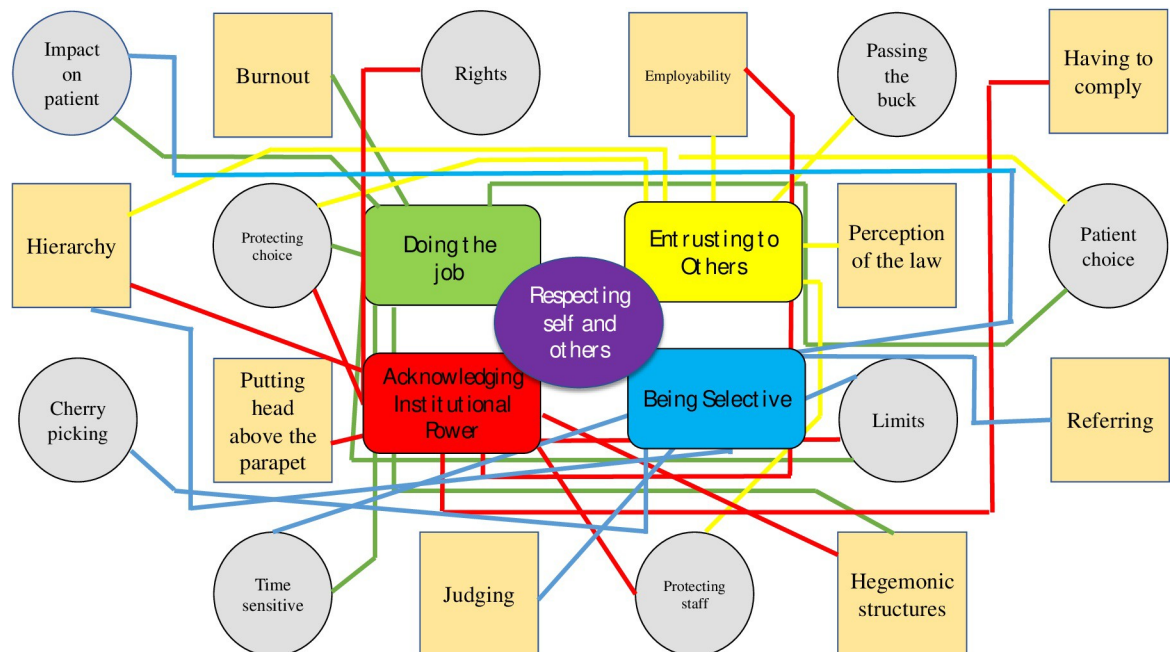 Impact
on
patient
Burnout
Rights
Employability
Passing
the
buck
Having to
comply
Hierarchy
Protecting
choice
Doing the
job
Entrusting to
Others
Perception
of the law
Patient
choice
Respecting
self and
others
Cherry
picking
Putting
head
above the
parapet
Acknowledging
Institutional
Power
Being Selective
Limits
Referring
Time
sensitive
Judging
Protecting
staff
Hegemonic
structures